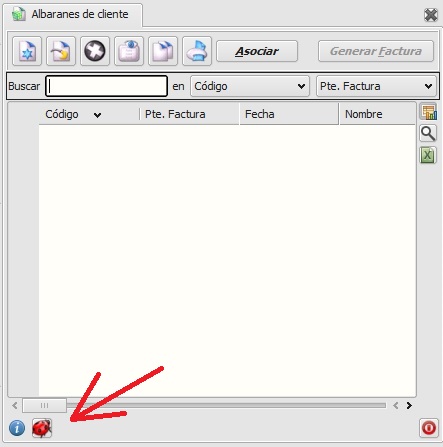 Albaranes de cliente
Asociar Generar Factura
Buscar en Código Pte. Factura
Código Pte. Factura Fecha Nombre